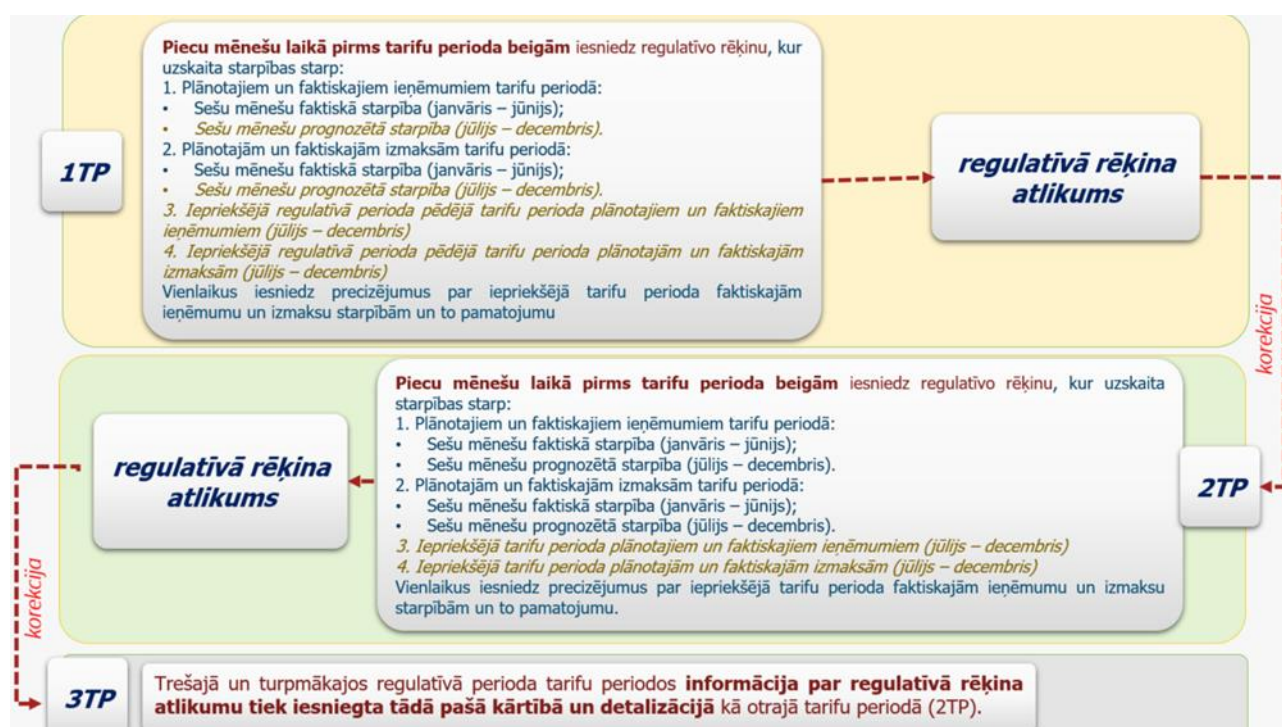 Piecu mēnešu laikā pirms tarifu perioda beigām iesniedz regulatīvo rēķinu, kur
uzskaita starpības starp:
1. Plānotajiem un faktiskajiem ieņēmumiem tarifu periodā:
• Sešu mēnešu faktiskā starpība (janvāris – jūnijs);
• Sešu mēnešu prognozētā starpība (jūlijs – decembris).
2. Plānotajām un faktiskajām izmaksām tarifu periodā:
• Sešu mēnešu faktiskā starpība (janvāris – jūnijs);
• Sešu mēnešu prognozētā starpība (jūlijs – decembris).
3. Iepriekšējā regulatīvā perioda pēdējā tarifu perioda plānotajiem un faktiskajiem
ieņēmumiem (jūlijs – decembris)
4. Iepriekšējā regulatīvā perioda pēdējā tarifu perioda plānotajām un faktiskajām
izmaksām (jūlijs – decembris)
Vienlaikus iesniedz precizējumus par iepriekšējā tarifu perioda faktiskajām
ieņēmumu un izmaksu starpībām un to pamatojumu
1TP
regulatīvā rēķina
atlikums
korekcija
Piecu mēnešu laikā pirms tarifu perioda beigām iesniedz regulatīvo rēķinu, kur uzskaita
starpības starp:
1. Plānotajiem un faktiskajiem ieņēmumiem tarifu periodā:
• Sešu mēnešu faktiskā starpība (janvāris – jūnijs);
• Sešu mēnešu prognozētā starpība (jūlijs – decembris).
2. Plānotajām un faktiskajām izmaksām tarifu periodā:
• Sešu mēnešu faktiskā starpība (janvāris – jūnijs);
• Sešu mēnešu prognozētā starpība (jūlijs – decembris).
3. Iepriekšējā tarifu perioda plānotajiem un faktiskajiem ieņēmumiem (jūlijs – decembris)
4. Iepriekšējā tarifu perioda plānotajām un faktiskajām izmaksām (jūlijs – decembris)
Vienlaikus iesniedz precizējumus par iepriekšējā tarifu perioda faktiskajām ieņēmumu un izmaksu
starpībām un to pamatojumu.
2TP
regulatīvā rēķina
atlikums
korekcija
3TP
Trešajā un turpmākajos regulatīvā perioda tarifu periodos informācija par regulatīvā rēķina
atlikumu tiek iesniegta tādā pašā kārtībā un detalizācijā kā otrajā tarifu periodā (2TP).